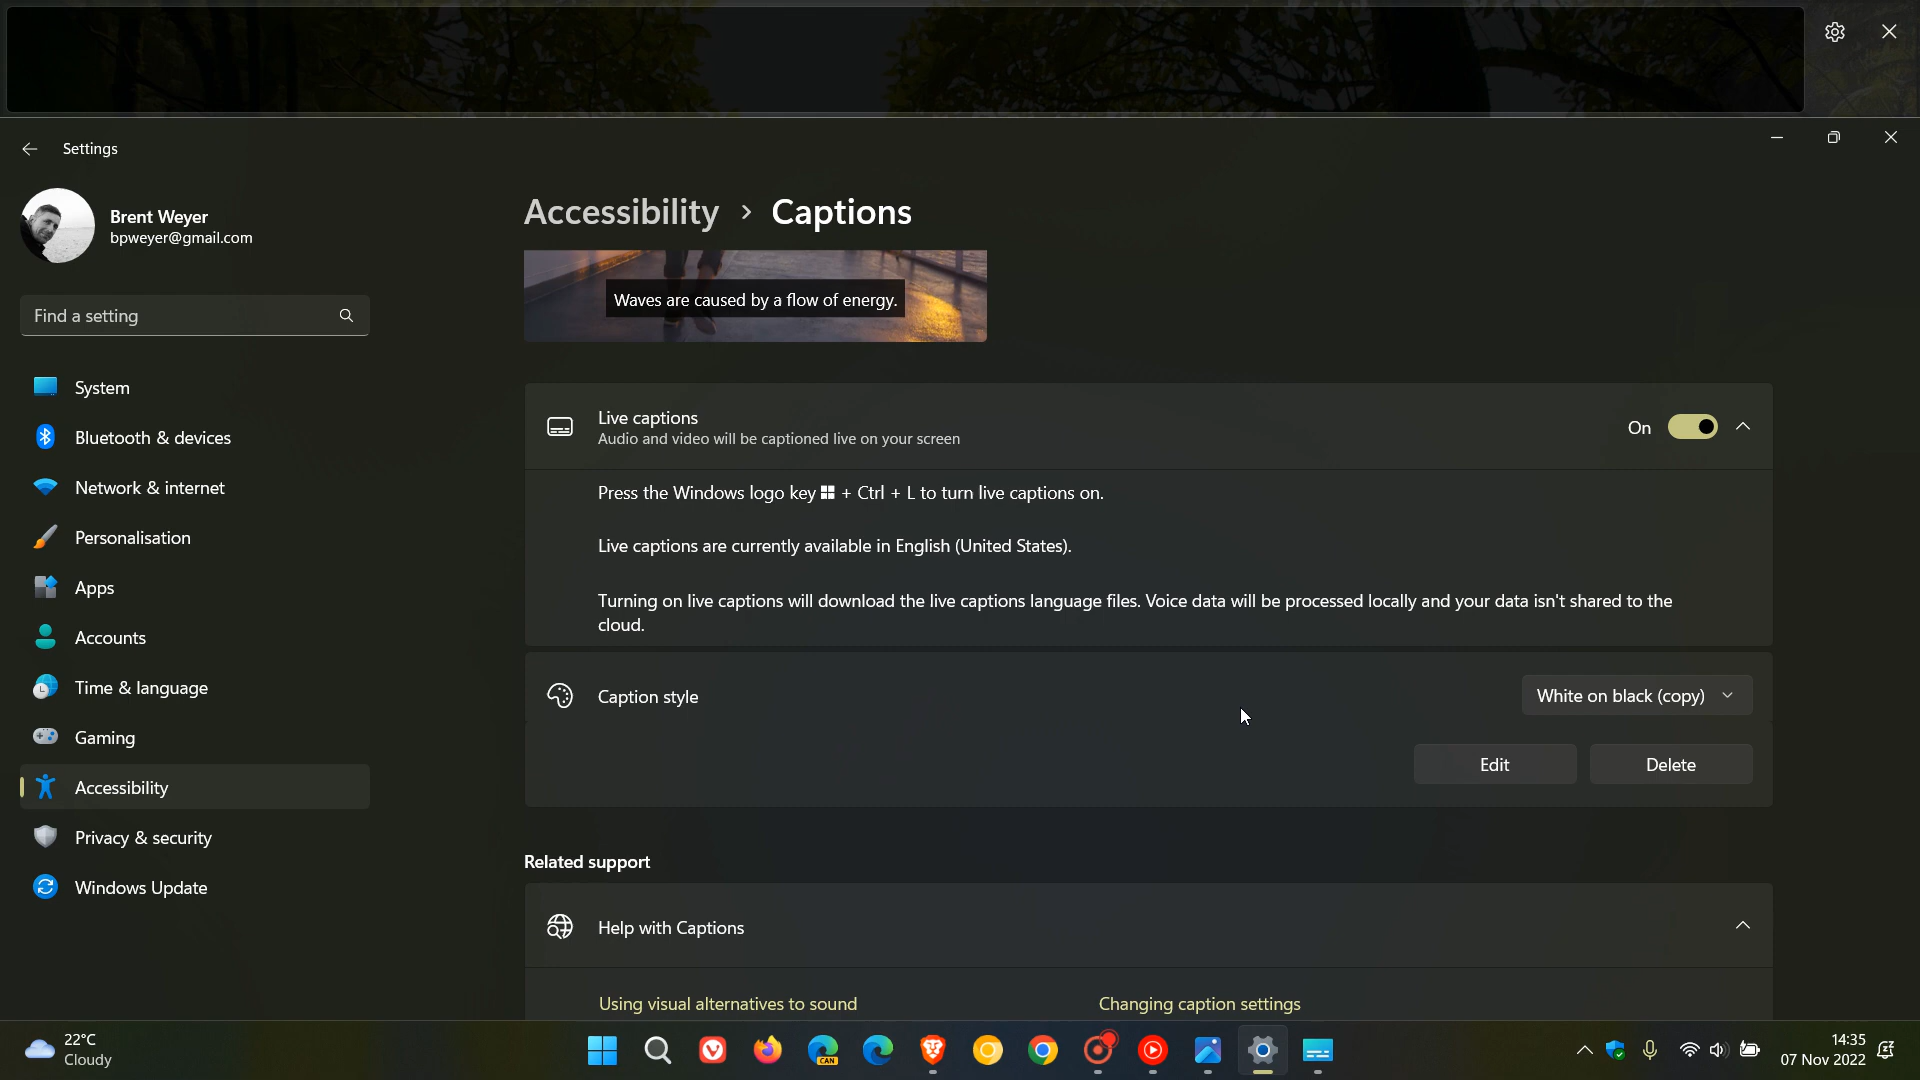 Settings
Brent Weyer
bpweyer@gmail.com
Find a setting
System
Bluetooth & devices
Network & internet
Personalisation
Apps
Accounts
Time & language
Gaming
Accessibility
Privacy & security
Windows Update
Accessibility > Captions
Waves are caused by a flow of energy.
Live captions
Audio and video will be captioned live on your screen
On
Press the Windows logo key + Ctrl + L to turn live captions on.
Live captions are currently available in English (United States).
Turning on live captions will download the live captions language files. Voice data will be processed locally and your data isn't shared to the
cloud.
Caption style
White on black (copy)
Edit
Delete
Related support
Help with Captions
Using visual alternatives to sound
Changing caption settings
22°C
Cloudy
CAN
14:35
07 Nov 2022